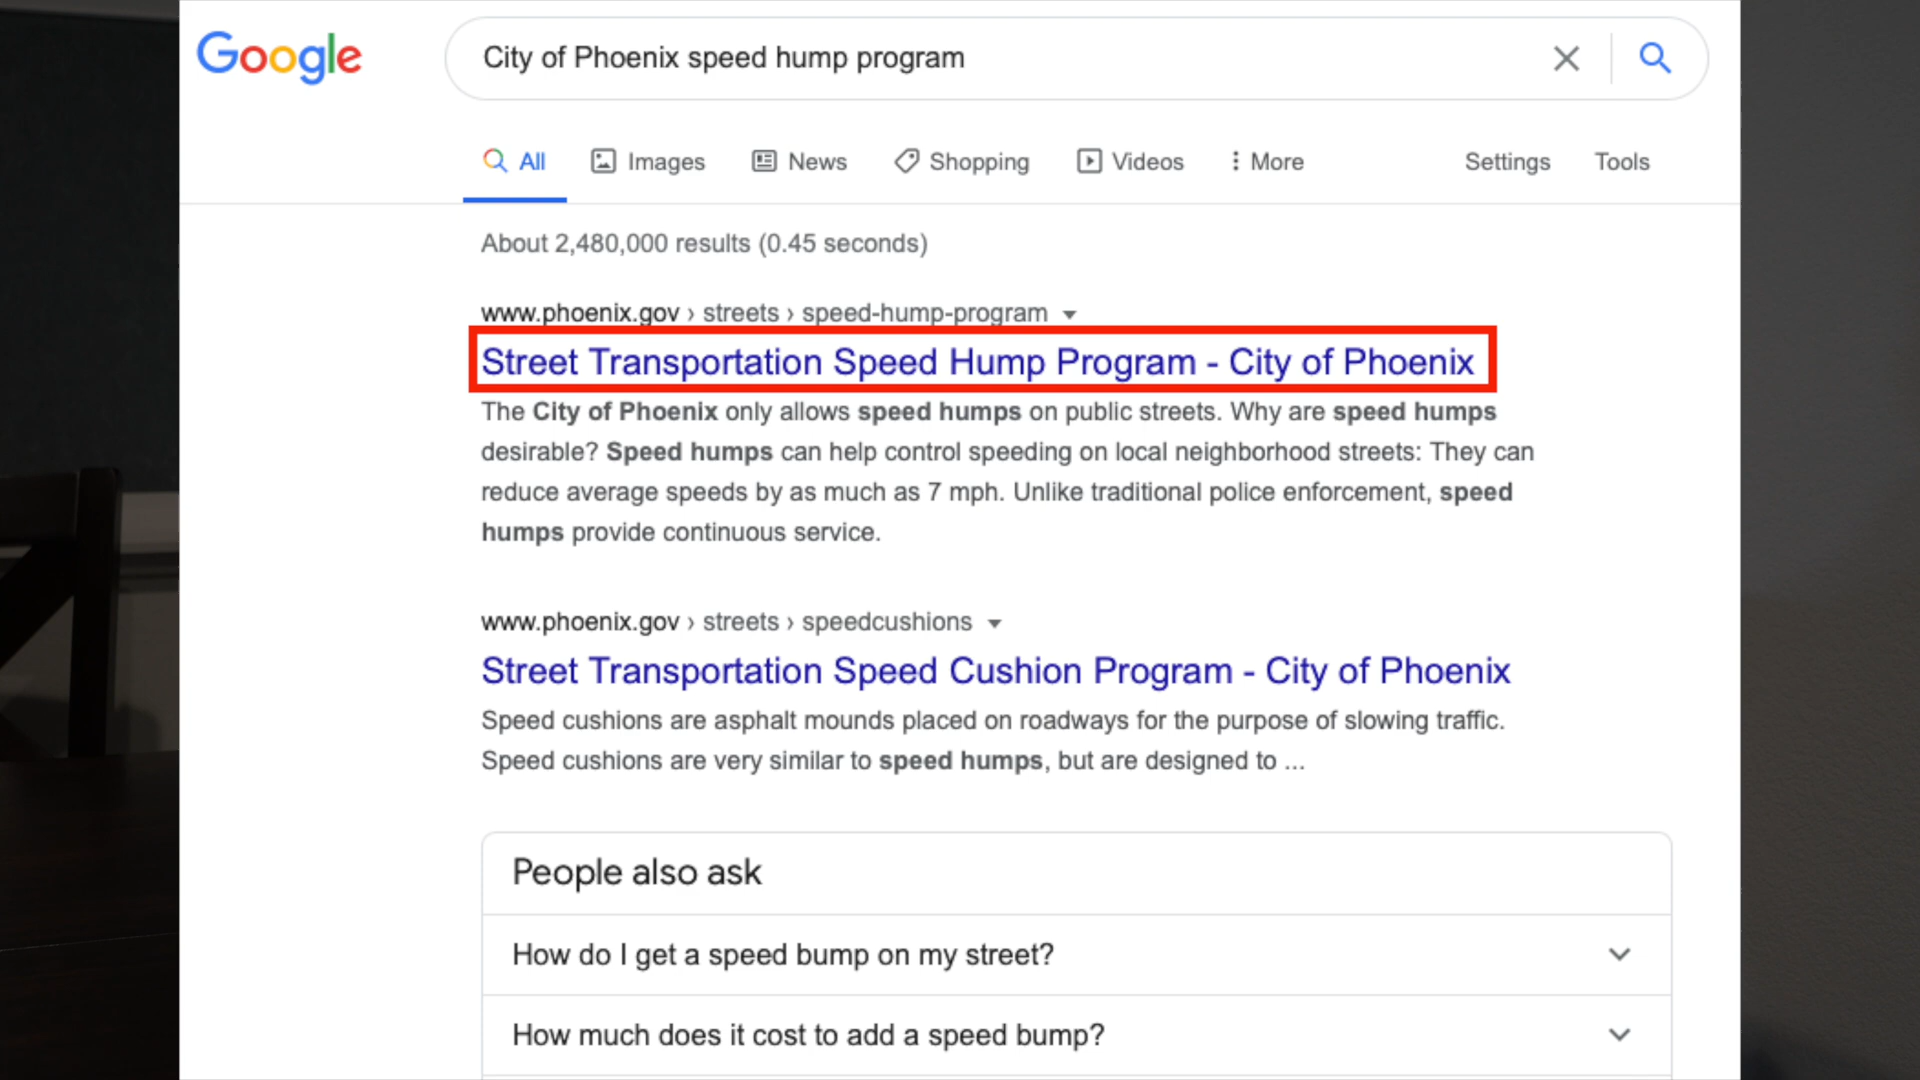 Google
City of Phoenix speed hump program
All Images News Shopping Videos More Settings Tools
About 2,480,000 results (0.45 seconds)
www.phoenix.gov › streets › speed-hump-program
Street Transportation Speed Hump Program - City of Phoenix
The City of Phoenix only allows speed humps on public streets. Why are speed humps
desirable? Speed humps can help control speeding on local neighborhood streets: They can
reduce average speeds by as much as 7 mph. Unlike traditional police enforcement, speed
humps provide continuous service.
www.phoenix.gov › streets › speedcushions
Street Transportation Speed Cushion Program - City of Phoenix
Speed cushions are asphalt mounds placed on roadways for the purpose of slowing traffic.
Speed cushions are very similar to speed humps, but are designed to ...
People also ask
How do I get a speed bump on my street?
How much does it cost to add a speed bump?